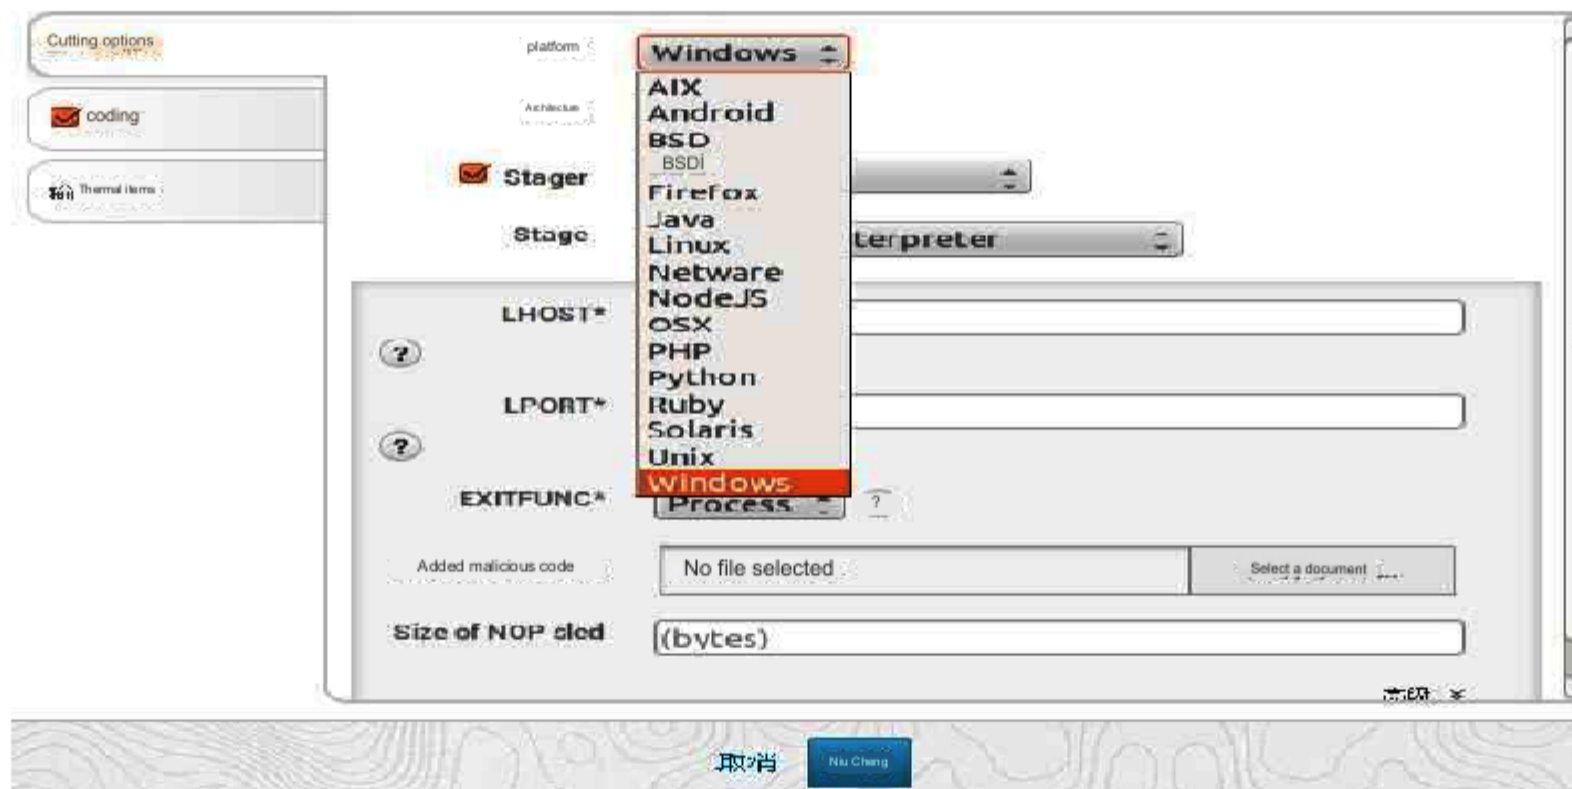 Cutting options
platform
Windows
AIX
Android
BSD
BSDI
Firefox
Java
Linux
Netware
NodeJS
OSX
PHP
Python
Ruby
Solaris
Unix
Windows
coding
Architecture
Thermal items
Stager
Stage
terpreter
LHOST*
?
LPORT*
?
EXITFUNC*
Process
?
Added malicious code
No file selected
Select a document
Size of NOP sled
(bytes)
取消
Niu Cheng